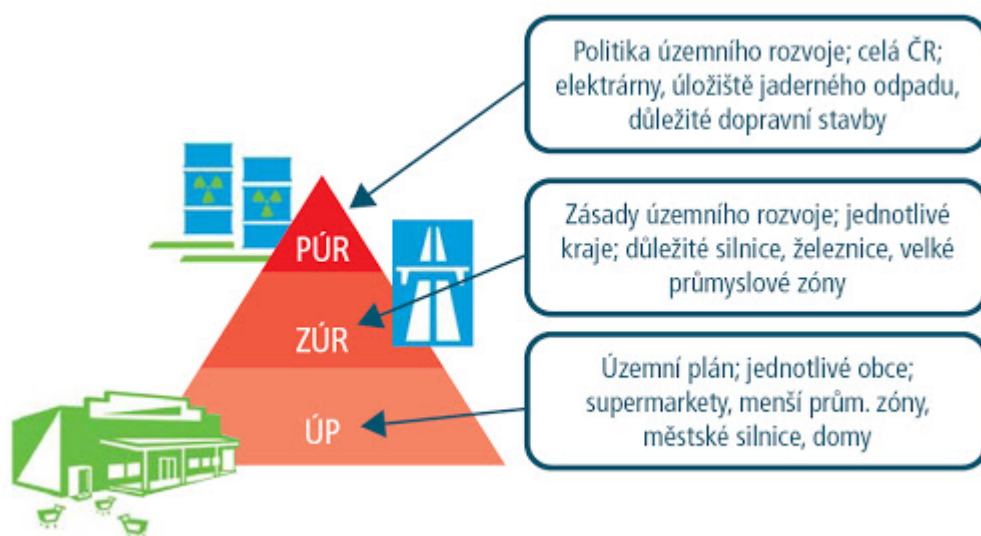 Politika územního rozvoje; celá ČR;
elektrárny, úložiště jaderného odpadu,
důležité dopravní stavby
PÚR
Zásady územního rozvoje; jednotlivé
kraje; důležité silnice, železnice, velké
průmyslové zóny
ZÚR
Územní plán; jednotlivé obce;
supermarkety, menší prům. zóny,
městské silnice, domy
ÚP